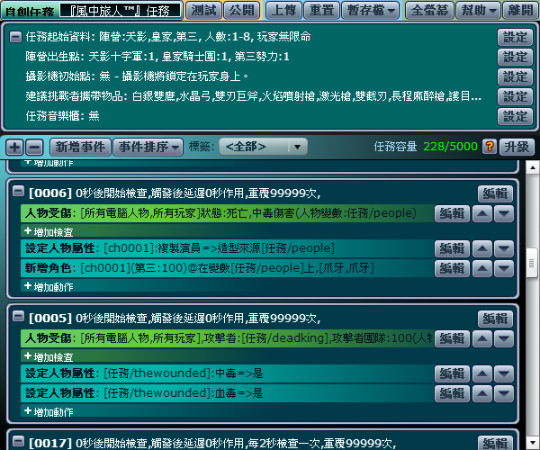 自創任務 『風中旅人™』任務 測試 公開 上傳 重置 暫存檔 全螢幕 幫助 離開
任務起始資料: 陣營:天影,皇家,第三, 人數:1-8, 玩家無限命 設定
陣營出生點: 天影十字軍:1, 皇家騎士團:1, 第三勢力:1 設定
攝影機初始點: 無 - 攝影機將鎖定在玩家身上。 設定
建議挑戰者攜帶物品: 白銀雙鹿,水晶弓,雙刃巨斧,火焰噴射槍,激光槍,雙截刃,長程麻醉槍,護目... 設定
任務音樂櫃: 無 設定
新增事件 事件排序 標籤: <全部> 任務容量 228/5000 ? 升級
+增加動作
[0006] 0秒後開始檢查,觸發後延遲0秒作用,重覆99999次, 編輯
人物受傷: [所有電腦人物,所有玩家]狀態:死亡,中毒傷害(人物變數:任務/people) 編輯
+增加檢查
設定人物屬性: [ch0001]:複製演員=>造型來源[任務/people] 編輯
新增角色: [ch0001](第三:100)@在變數[任務/people]上,[爪牙,爪牙] 編輯
+增加動作
[0005] 0秒後開始檢查,觸發後延遲0秒作用,重覆99999次, 編輯
人物受傷: [所有電腦人物,所有玩家],攻擊者:[任務/deadking],攻擊者團隊:100(人 編輯
+增加檢查
設定人物屬性: [任務/thewounded]:中毒=>是 編輯
設定人物屬性: [任務/thewounded]:血毒=>是 編輯
+增加動作
[0017] 0秒後開始檢查,觸發後延遲0秒作用,每2秒檢查一次,重覆99999次, 編輯